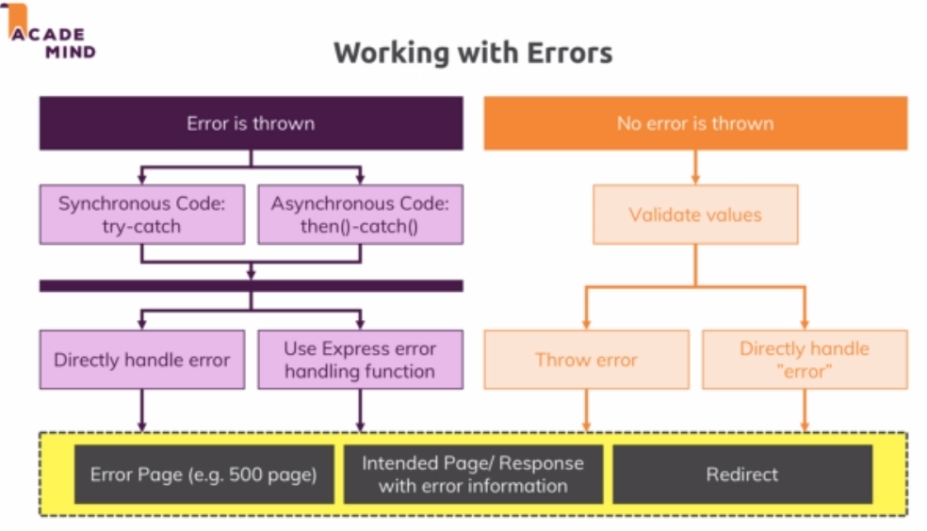 ACADE
MIND
Working with Errors
Error is thrown
No error is thrown
Synchronous Code:
try-catch
Asynchronous Code:
then()-catch()
Validate values
Directly handle error
Use Express error
handling function
Throw error
Directly handle
"error"
Error Page (e.g. 500 page)
Intended Page/ Response
with error information
Redirect